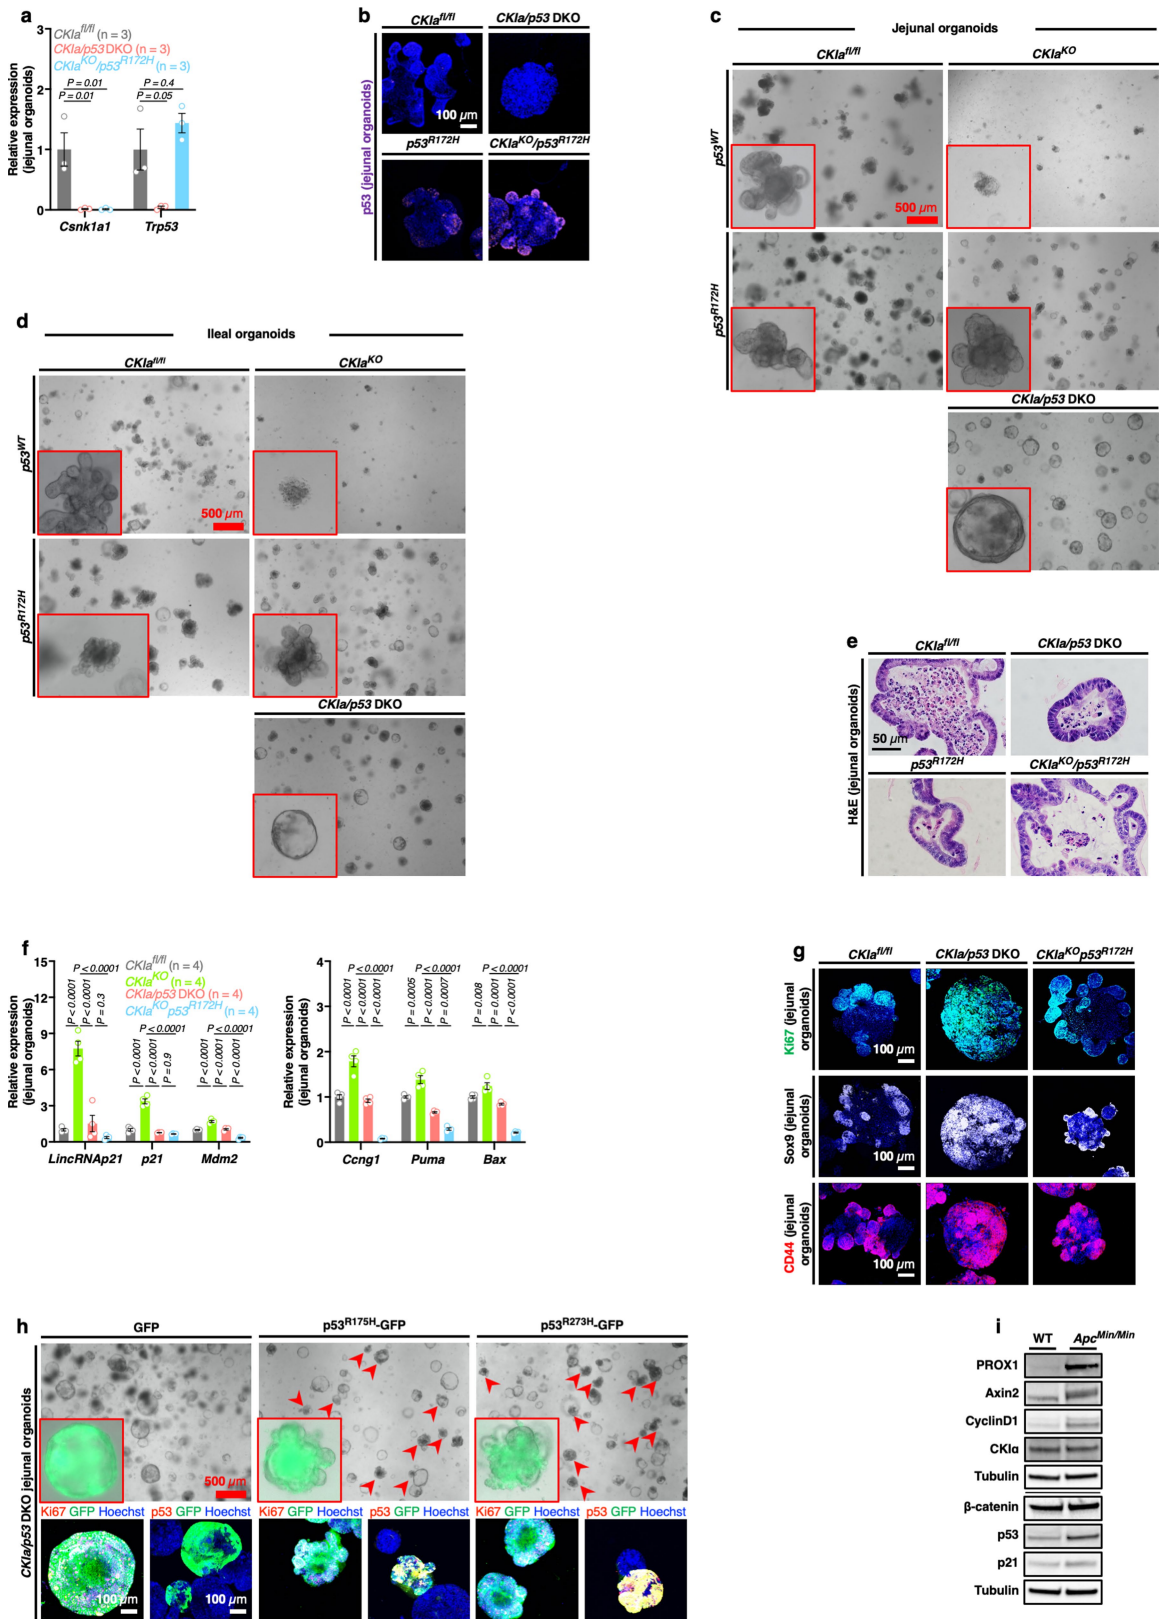 a
3
2
1
0
Relative expression
(jejunal organoids)
CKIa^fl/fl (n = 3)
CKIa/p53 DKO (n = 3)
CKIa^KO/p53^R172H (n = 3)
P = 0.01
P = 0.01
P = 0.4
P = 0.05
Csnk1a1
Trp53
b
p53 (jejunal organoids)
CKIa^fl/fl
CKIa/p53 DKO
100 µm
p53^R172H
CKIa^KO/p53^R172H
c
Jejunal organoids
CKIa^fl/fl
CKIa^KO
p53^WT
500 µm
p53^R172H
CKIa/p53 DKO
d
Ileal organoids
CKIa^fl/fl
CKIa^KO
p53^WT
500 µm
p53^R172H
CKIa/p53 DKO
e
H&E (jejunal organoids)
CKIa^fl/fl
CKIa/p53 DKO
50 µm
p53^R172H
CKIa^KO/p53^R172H
f
15
12
9
6
3
0
Relative expression
(jejunal organoids)
CKIa^fl/fl (n = 4)
CKIa^KO (n = 4)
CKIa/p53 DKO (n = 4)
CKIa^KO p53^R172H (n = 4)
P < 0.0001
P < 0.0001
P < 0.0001
P = 0.3
P < 0.0001
P < 0.0001
P < 0.0001
P = 0.9
P < 0.0001
P < 0.0001
P < 0.0001
P < 0.0001
LincRNAp21
p21
Mdm2
4
3
2
1
0
Relative expression
(jejunal organoids)
P < 0.0001
P < 0.0001
P < 0.0001
P < 0.0001
P < 0.0001
P = 0.0005
P < 0.0001
P = 0.0007
P < 0.0001
P = 0.008
P = 0.0001
P < 0.0001
Ccng1
Puma
Bax
g
CKIa^fl/fl
CKIa/p53 DKO
CKIa^KO p53^R172H
Ki67 (jejunal
organoids)
100 µm
Sox9 (jejunal
organoids)
100 µm
CD44 (jejunal
organoids)
100 µm
h
CKIa/p53 DKO jejunal organoids
GFP
p53^R175H-GFP
p53^R273H-GFP
500 µm
Ki67 GFP Hoechst
p53 GFP Hoechst
Ki67 GFP Hoechst
p53 GFP Hoechst
Ki67 GFP Hoechst
p53 GFP Hoechst
100 µm
100 µm
i
WT
Apc^Min/Min
PROX1
Axin2
CyclinD1
CKIα
Tubulin
β-catenin
p53
p21
Tubulin